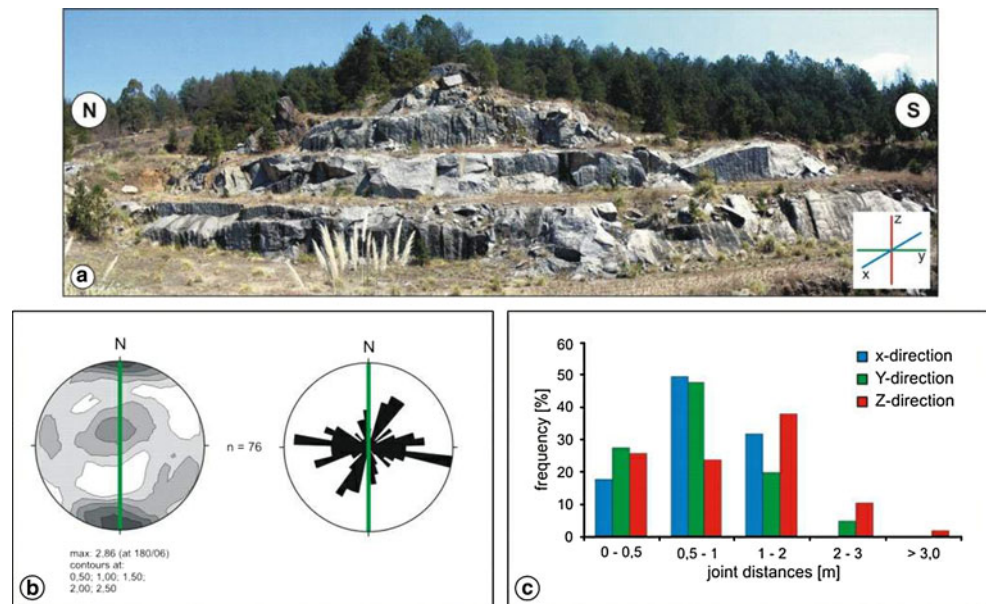 N
S
z
x
y
a
N
N
n = 76
max: 2,86 (at 180/06)
contours at:
0,50; 1,00; 1,50;
2,00; 2,50
b
60
50
40
30
20
10
0
frequency [%]
x-direction
Y-direction
Z-direction
0 - 0,5
0,5 - 1
1 - 2
2 - 3
> 3,0
joint distances [m]
c